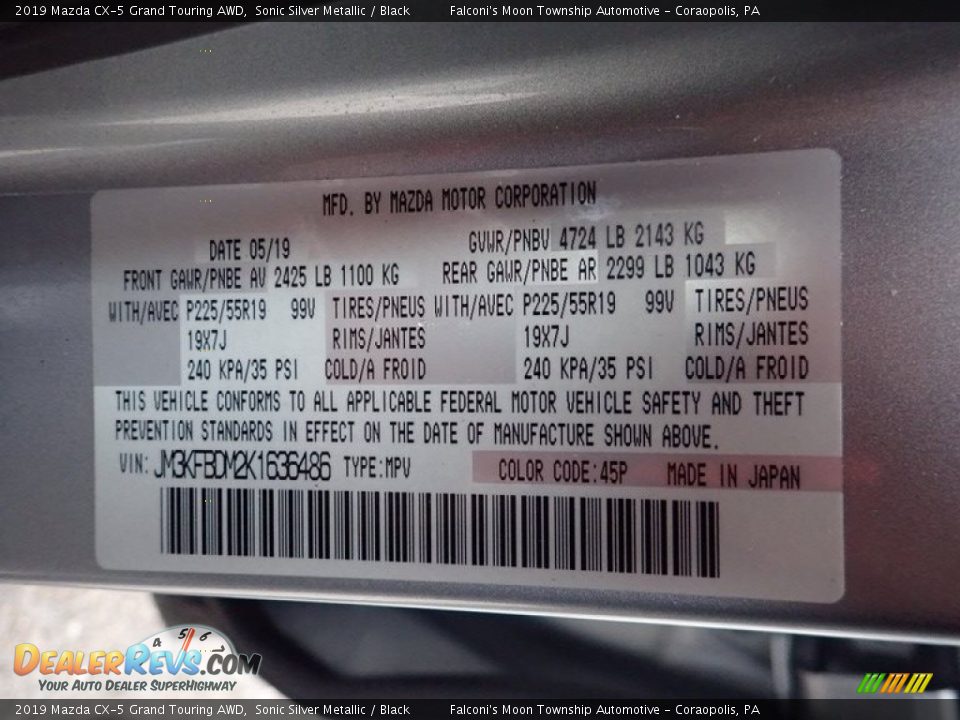 2019 Mazda CX-5 Grand Touring AWD, Sonic Silver Metallic / Black Falconi's Moon Township Automotive - Coraopolis, PA
MFD. BY MAZDA MOTOR CORPORATION
DATE 05/19 GVWR/PNBV 4724 LB 2143 KG
FRONT GAWR/PNBE AV 2425 LB 1100 KG REAR GAWR/PNBE AR 2299 LB 1043 KG
WITH/AVEC P225/55R19 99V TIRES/PNEUS WITH/AVEC P225/55R19 99V TIRES/PNEUS
19X7J RIMS/JANTES 19X7J RIMS/JANTES
240 KPA/35 PSI COLD/A FROID 240 KPA/35 PSI COLD/A FROID
THIS VEHICLE CONFORMS TO ALL APPLICABLE FEDERAL MOTOR VEHICLE SAFETY AND THEFT
PREVENTION STANDARDS IN EFFECT ON THE DATE OF MANUFACTURE SHOWN ABOVE.
VIN: JM3KFBDM2K1636486 TYPE:MPV COLOR CODE:45P MADE IN JAPAN
4 5 6
DEALERREVS.COM
YOUR AUTO DEALER SUPERHIGHWAY
2019 Mazda CX-5 Grand Touring AWD, Sonic Silver Metallic / Black Falconi's Moon Township Automotive - Coraopolis, PA